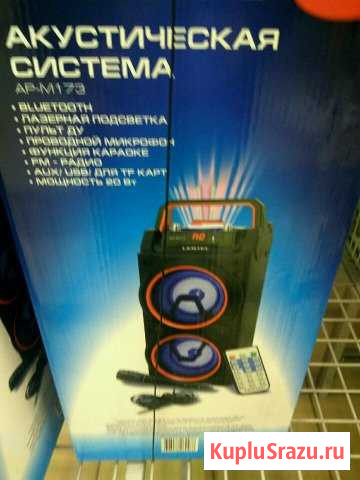 АКУСТИЧЕСКАЯ
СИСТЕМА
AP-M173
• BLUETOOTH
• ЛАЗЕРНАЯ ПОДСВЕТКА
• ПУЛЬТ ДУ
• ПРОВОДНОЙ МИКРОФОН
• ФУНКЦИЯ КАРАОКЕ
• FM - РАДИО
• AUX/ USB/ ДЛЯ TF КАРТ
• МОЩНОСТЬ 20 Вт
KupluSrazu.ru